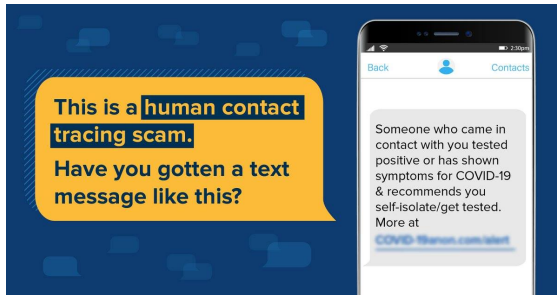 This is a human contact
tracing scam.
Have you gotten a text
message like this?
2:30pm
Back
Contacts
Someone who came in
contact with you tested
positive or has shown
symptoms for COVID-19
& recommends you
self-isolate/get tested.
More at